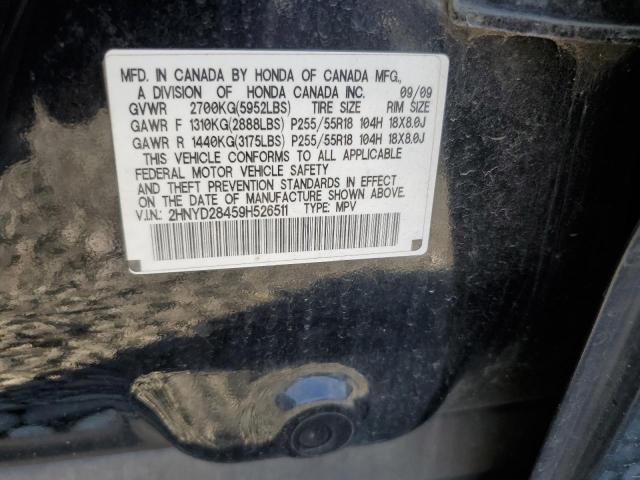 MFD. IN CANADA BY HONDA OF CANADA MFG.,
A DIVISION OF HONDA CANADA INC. 09/09
GVWR 2700KG(5952LBS) TIRE SIZE RIM SIZE
GAWR F 1310KG(2888LBS) P255/55R18 104H 18X8.0J
GAWR R 1440KG(3175LBS) P255/55R18 104H 18X8.0J
THIS VEHICLE CONFORMS TO ALL APPLICABLE
FEDERAL MOTOR VEHICLE SAFETY
AND THEFT PREVENTION STANDARDS IN EFFECT
ON THE DATE OF MANUFACTURE SHOWN ABOVE.
V.I.N.: 2HNYD28459H526511 TYPE: MPV